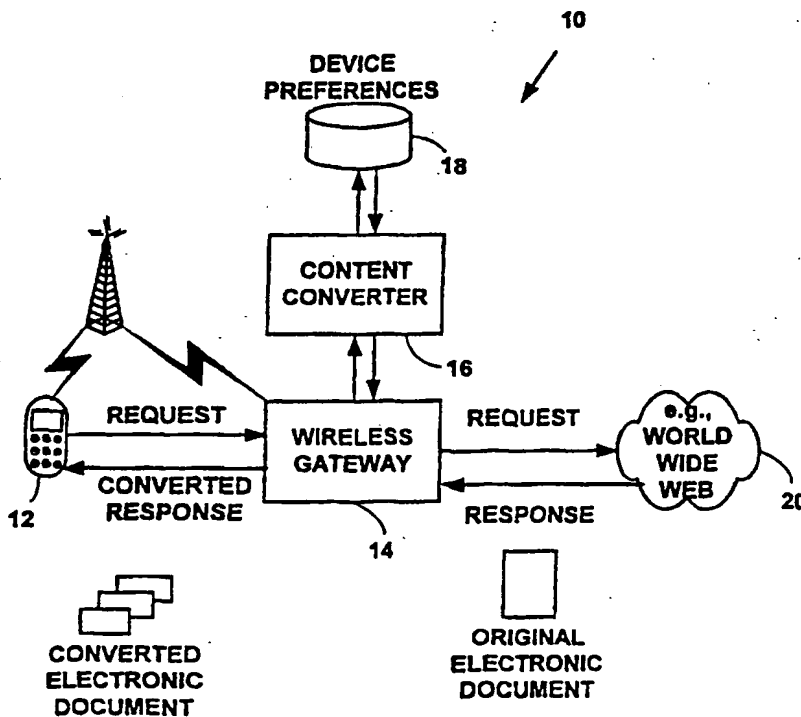 10
DEVICE
PREFERENCES
18
CONTENT
CONVERTER
16
REQUEST
WIRELESS
GATEWAY
REQUEST
e.g.,
WORLD
WIDE
WEB
12
CONVERTED
RESPONSE
14
RESPONSE
20
CONVERTED
ELECTRONIC
DOCUMENT
ORIGINAL
ELECTRONIC
DOCUMENT